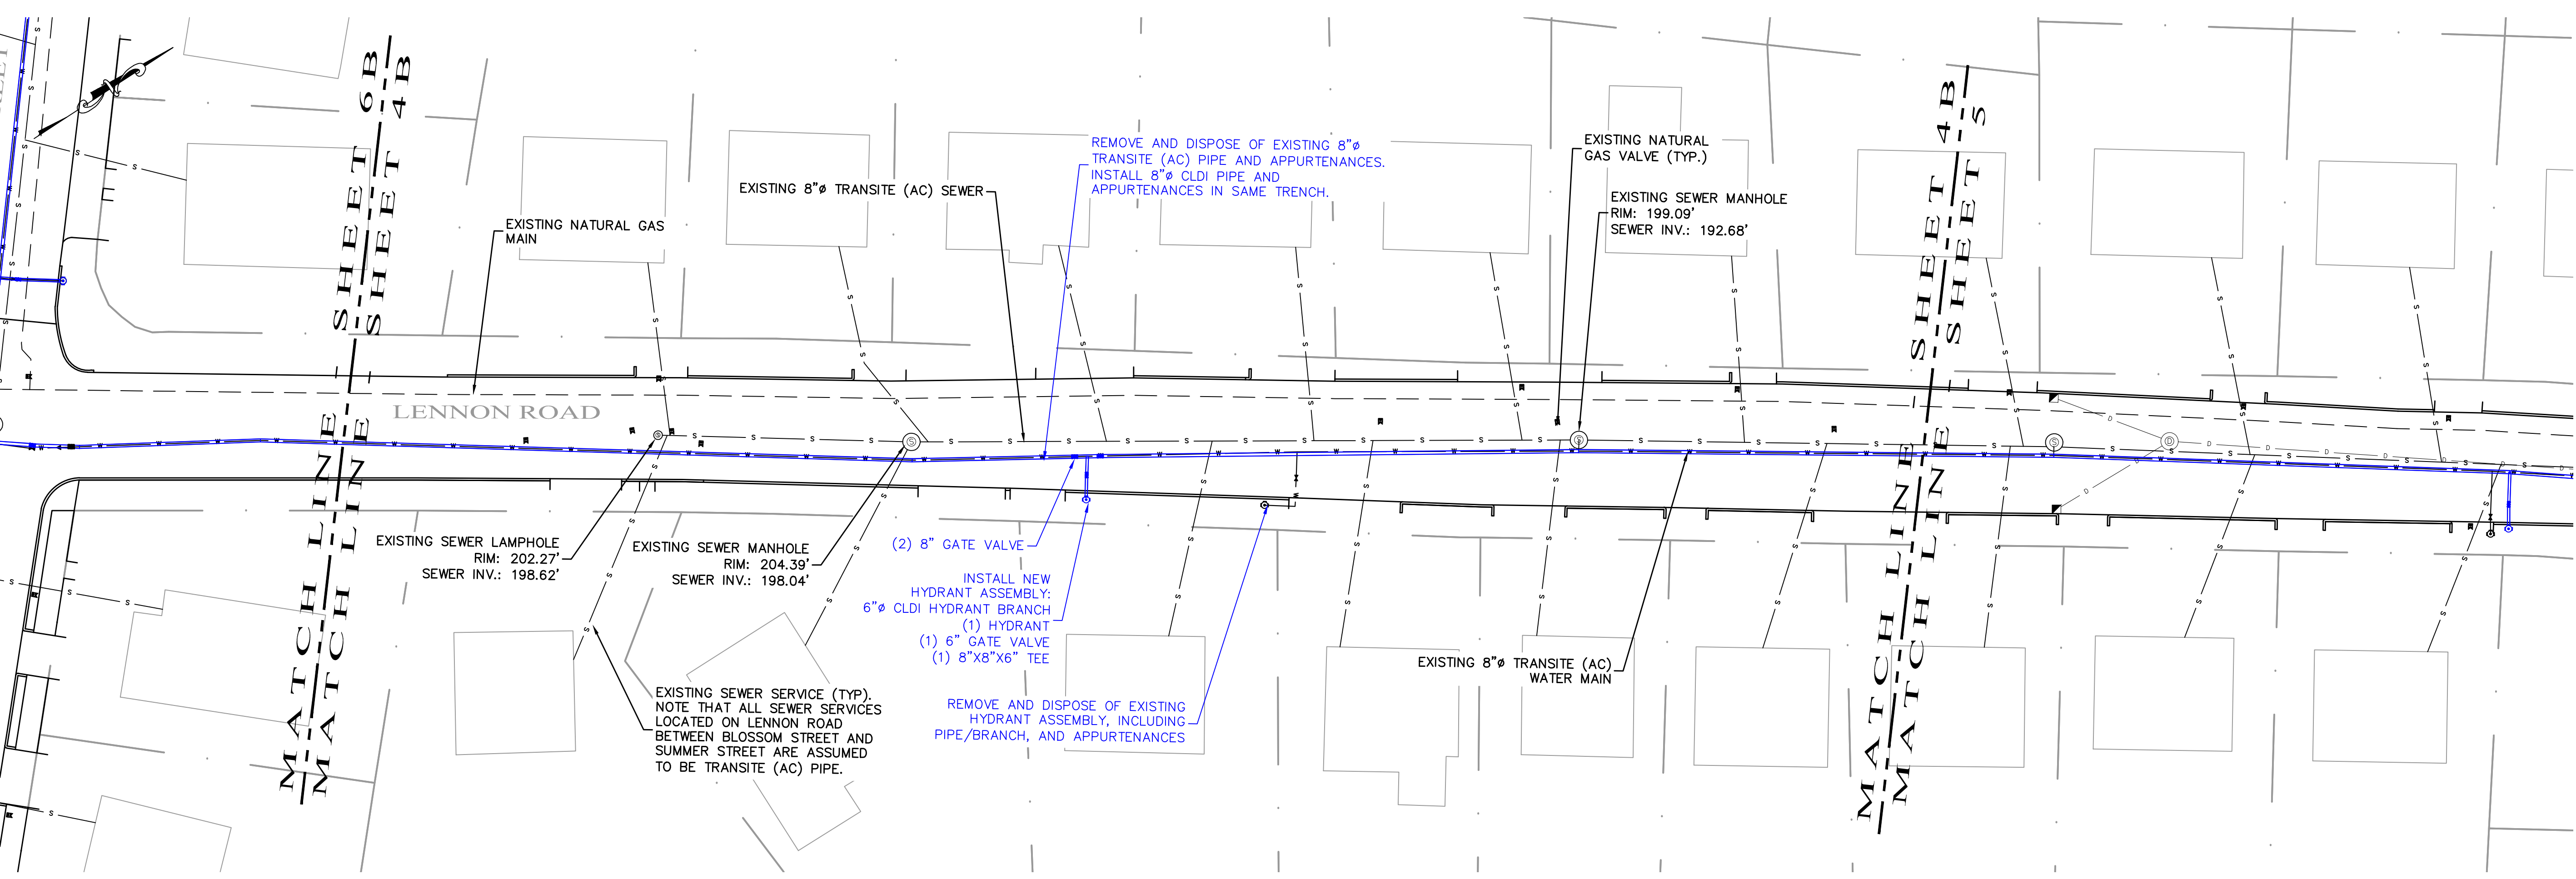 MATCH LINE SHEET 6B
MATCH LINE SHEET 4B
EXISTING NATURAL GAS
MAIN
EXISTING 8"ø TRANSITE (AC) SEWER
REMOVE AND DISPOSE OF EXISTING 8"ø
TRANSITE (AC) PIPE AND APPURTENANCES.
INSTALL 8"ø CLDI PIPE AND
APPURTENANCES IN SAME TRENCH.
EXISTING NATURAL
GAS VALVE (TYP.)
EXISTING SEWER MANHOLE
RIM: 199.09'
SEWER INV.: 192.68'
MATCH LINE SHEET 4B
MATCH LINE SHEET 5
LENNON ROAD
EXISTING SEWER LAMPHOLE
RIM: 202.27'
SEWER INV.: 198.62'
EXISTING SEWER MANHOLE
RIM: 204.39'
SEWER INV.: 198.04'
(2) 8" GATE VALVE
INSTALL NEW
HYDRANT ASSEMBLY:
6"ø CLDI HYDRANT BRANCH
(1) HYDRANT
(1) 6" GATE VALVE
(1) 8"X8"X6" TEE
REMOVE AND DISPOSE OF EXISTING
HYDRANT ASSEMBLY, INCLUDING
PIPE/BRANCH, AND APPURTENANCES
EXISTING 8"ø TRANSITE (AC)
WATER MAIN
EXISTING SEWER SERVICE (TYP).
NOTE THAT ALL SEWER SERVICES
LOCATED ON LENNON ROAD
BETWEEN BLOSSOM STREET AND
SUMMER STREET ARE ASSUMED
TO BE TRANSITE (AC) PIPE.